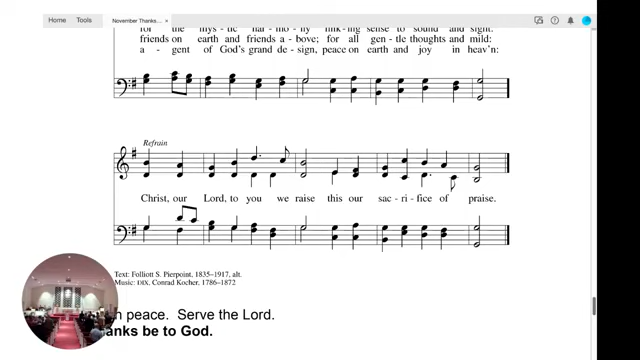 Home Tools November Thanks... ×
for the mys - tic har - mo - ny link - ing sense to sound and sight.
friends on earth and friends a - bove; for all gen - tle thoughts and mild:
a - gent of God's grand de - sign, peace on earth and joy in heav'n:
Refrain
Christ, our Lord, to you we raise this our sac - ri - fice of praise.
Text: Folliott S. Pierpoint, 1835–1917, alt.
Music: DIX, Conrad Kocher, 1786–1872
peace. Serve the Lord.
be to God.